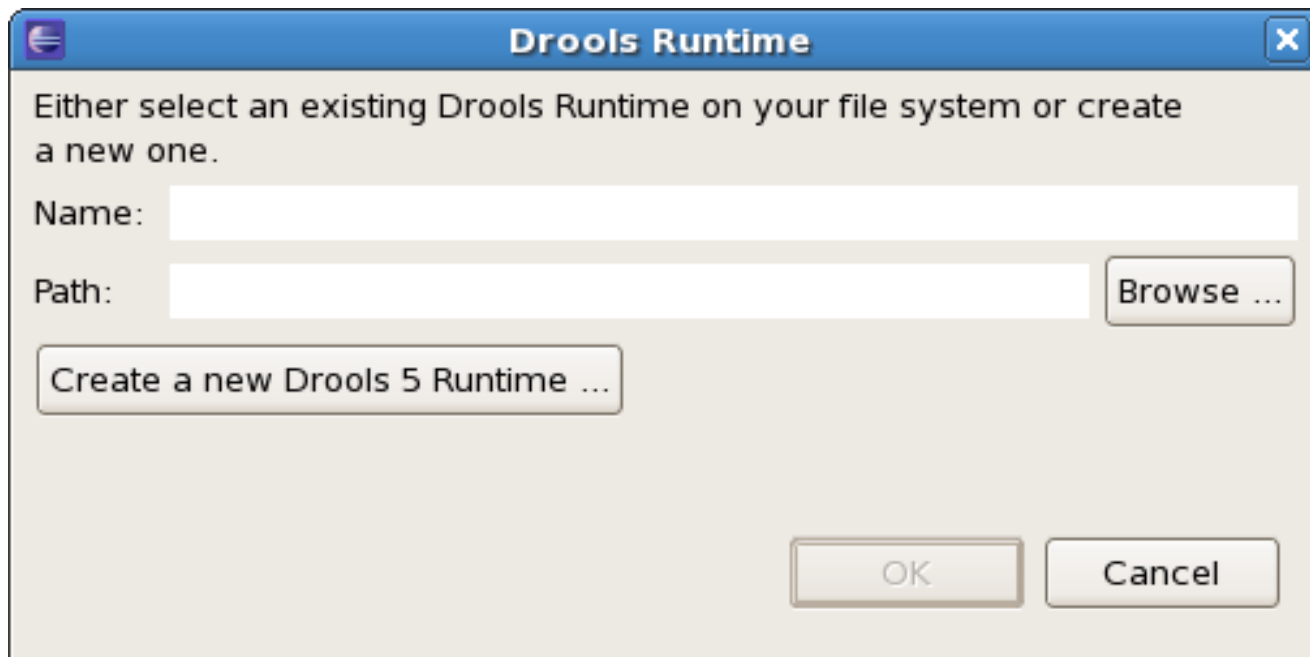 Drools Runtime
Either select an existing Drools Runtime on your file system or create
a new one.
Name:
Path:
Browse ...
Create a new Drools 5 Runtime ...
OK
Cancel